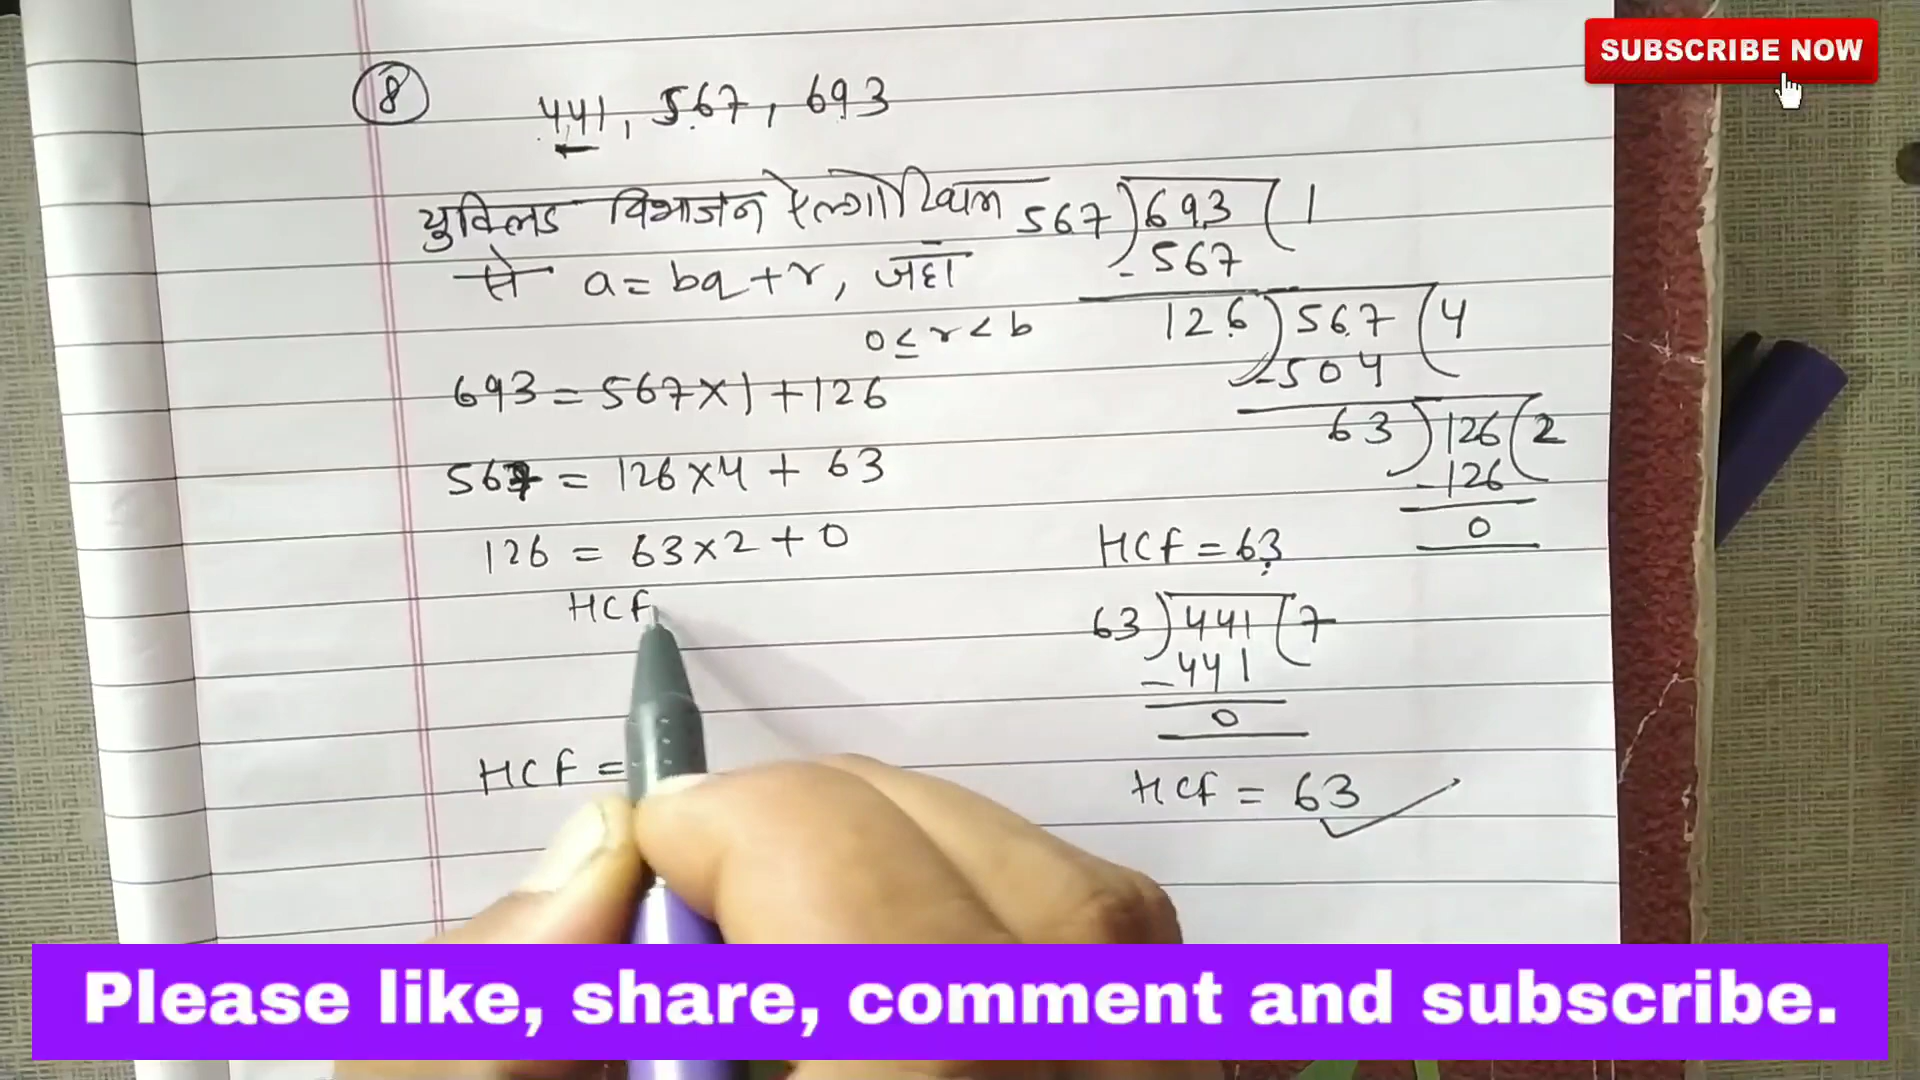 SUBSCRIBE NOW
8
441, 567, 693
युक्लिड विभाजन ऐल्गोरिथम
से a = bq + r, जहा
0 ≤ r < b
693 = 567 × 1 + 126
567 = 126 × 4 + 63
126 = 63 × 2 + 0
HCF
HCF =
567 ) 693 ( 1
- 567
126 ) 567 ( 4
- 504
63 ) 126 ( 2
- 126
0
HCF = 63
63 ) 441 ( 7
- 441
0
HCF = 63
Please like, share, comment and subscribe.